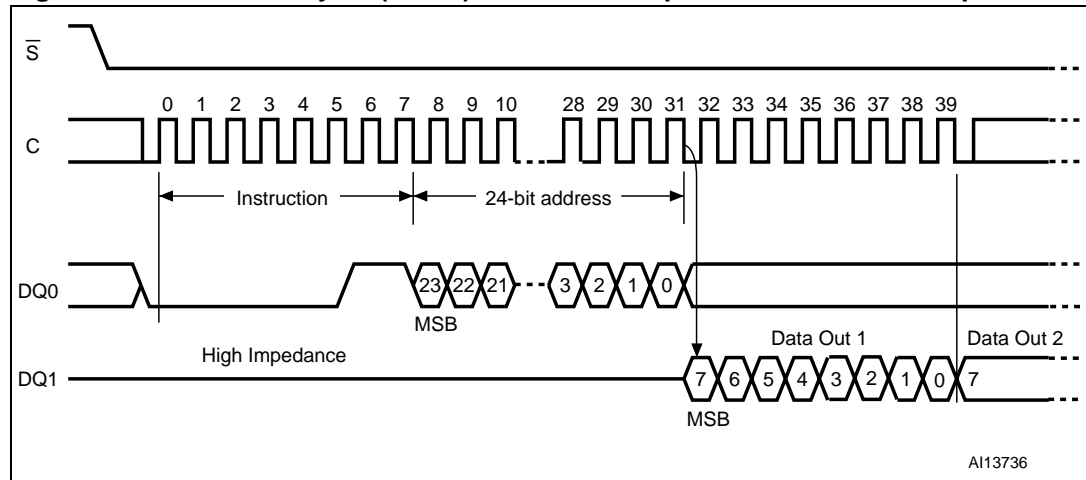 S
0 1 2 3 4 5 6 7 8 9 10 28 29 30 31 32 33 34 35 36 37 38 39
C
Instruction 24-bit address
DQ0 23 22 21 3 2 1 0
MSB
High Impedance Data Out 1 Data Out 2
DQ1 7 6 5 4 3 2 1 0 7
MSB
AI13736